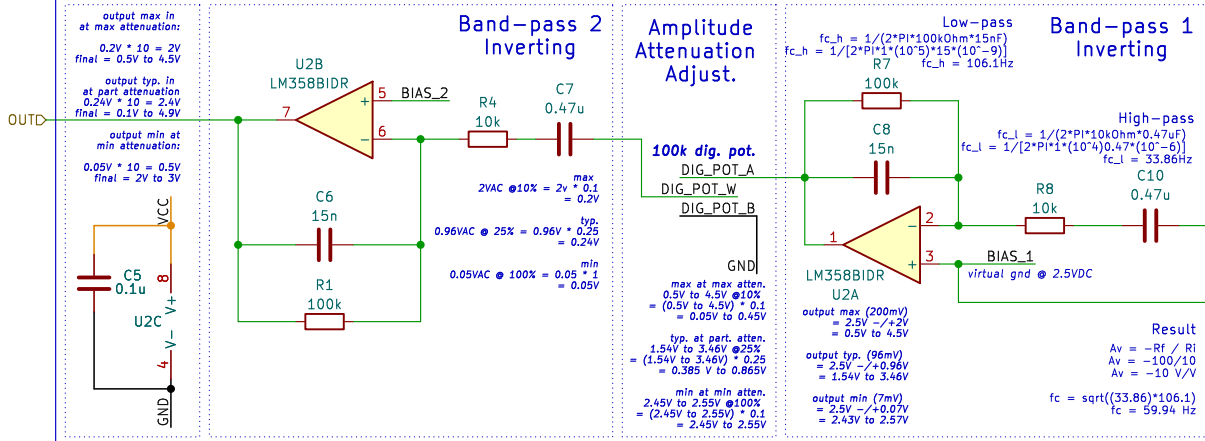 output max in
at max attenuation:
0.2V * 10 = 2V
final = 0.5V to 4.5V
output typ. in
at part attenuation
0.24V * 10 = 2.4V
final = 0.1V to 4.9V
output min at
min attenuation:
0.05V * 10 = 0.5V
final = 2V to 3V
OUT
VCC
C5
0.1u
8
V+
U2C
V-
4
GND
Band-pass 2
Inverting
U2B
LM358BIDR
7
5
+
BIAS_2
6
-
R4
10k
C7
0.47u
C6
15n
R1
100k
max
2VAC @10% = 2v * 0.1
= 0.2V
typ.
0.96VAC @ 25% = 0.96V * 0.25
= 0.24V
min
0.05VAC @ 100% = 0.05 * 1
= 0.05V
Amplitude
Attenuation
Adjust.
100k dig. pot.
DIG_POT_A
DIG_POT_W
DIG_POT_B
GND
max at max atten.
0.5V to 4.5V @10%
= (0.5V to 4.5V) * 0.1
= 0.05V to 0.45V
typ. at part. atten.
1.54V to 3.46V @25%
= (1.54V to 3.46V) * 0.25
= 0.385 V to 0.865V
min at min atten.
2.45V to 2.55V @100%
= (2.45V to 2.55V) * 0.1
= 2.45V to 2.55V
Band-pass 1
Inverting
Low-pass
fc_h = 1/(2*PI*100kOhm*15nF)
fc_h = 1/[2*PI*1*(10^5)*15*(10^-9)]
fc_h = 106.1Hz
R7
100k
C8
15n
High-pass
fc_l = 1/(2*PI*10kOhm*0.47uF)
fc_l = 1/[2*PI*1*(10^4)0.47*(10^-6)]
fc_l = 33.86Hz
C10
0.47u
R8
10k
2
-
1
3
+
BIAS_1
virtual gnd @ 2.5VDC
LM358BIDR
U2A
output max (200mV)
= 2.5V -/+2V
= 0.5V to 4.5V
output typ. (96mV)
= 2.5V -/+0.96V
= 1.54V to 3.46V
output min (7mV)
= 2.5V -/+0.07V
= 2.43V to 2.57V
Result
Av = -Rf / Ri
Av = -100/10
Av = -10 V/V
fc = sqrt((33.86)*106.1)
fc = 59.94 Hz